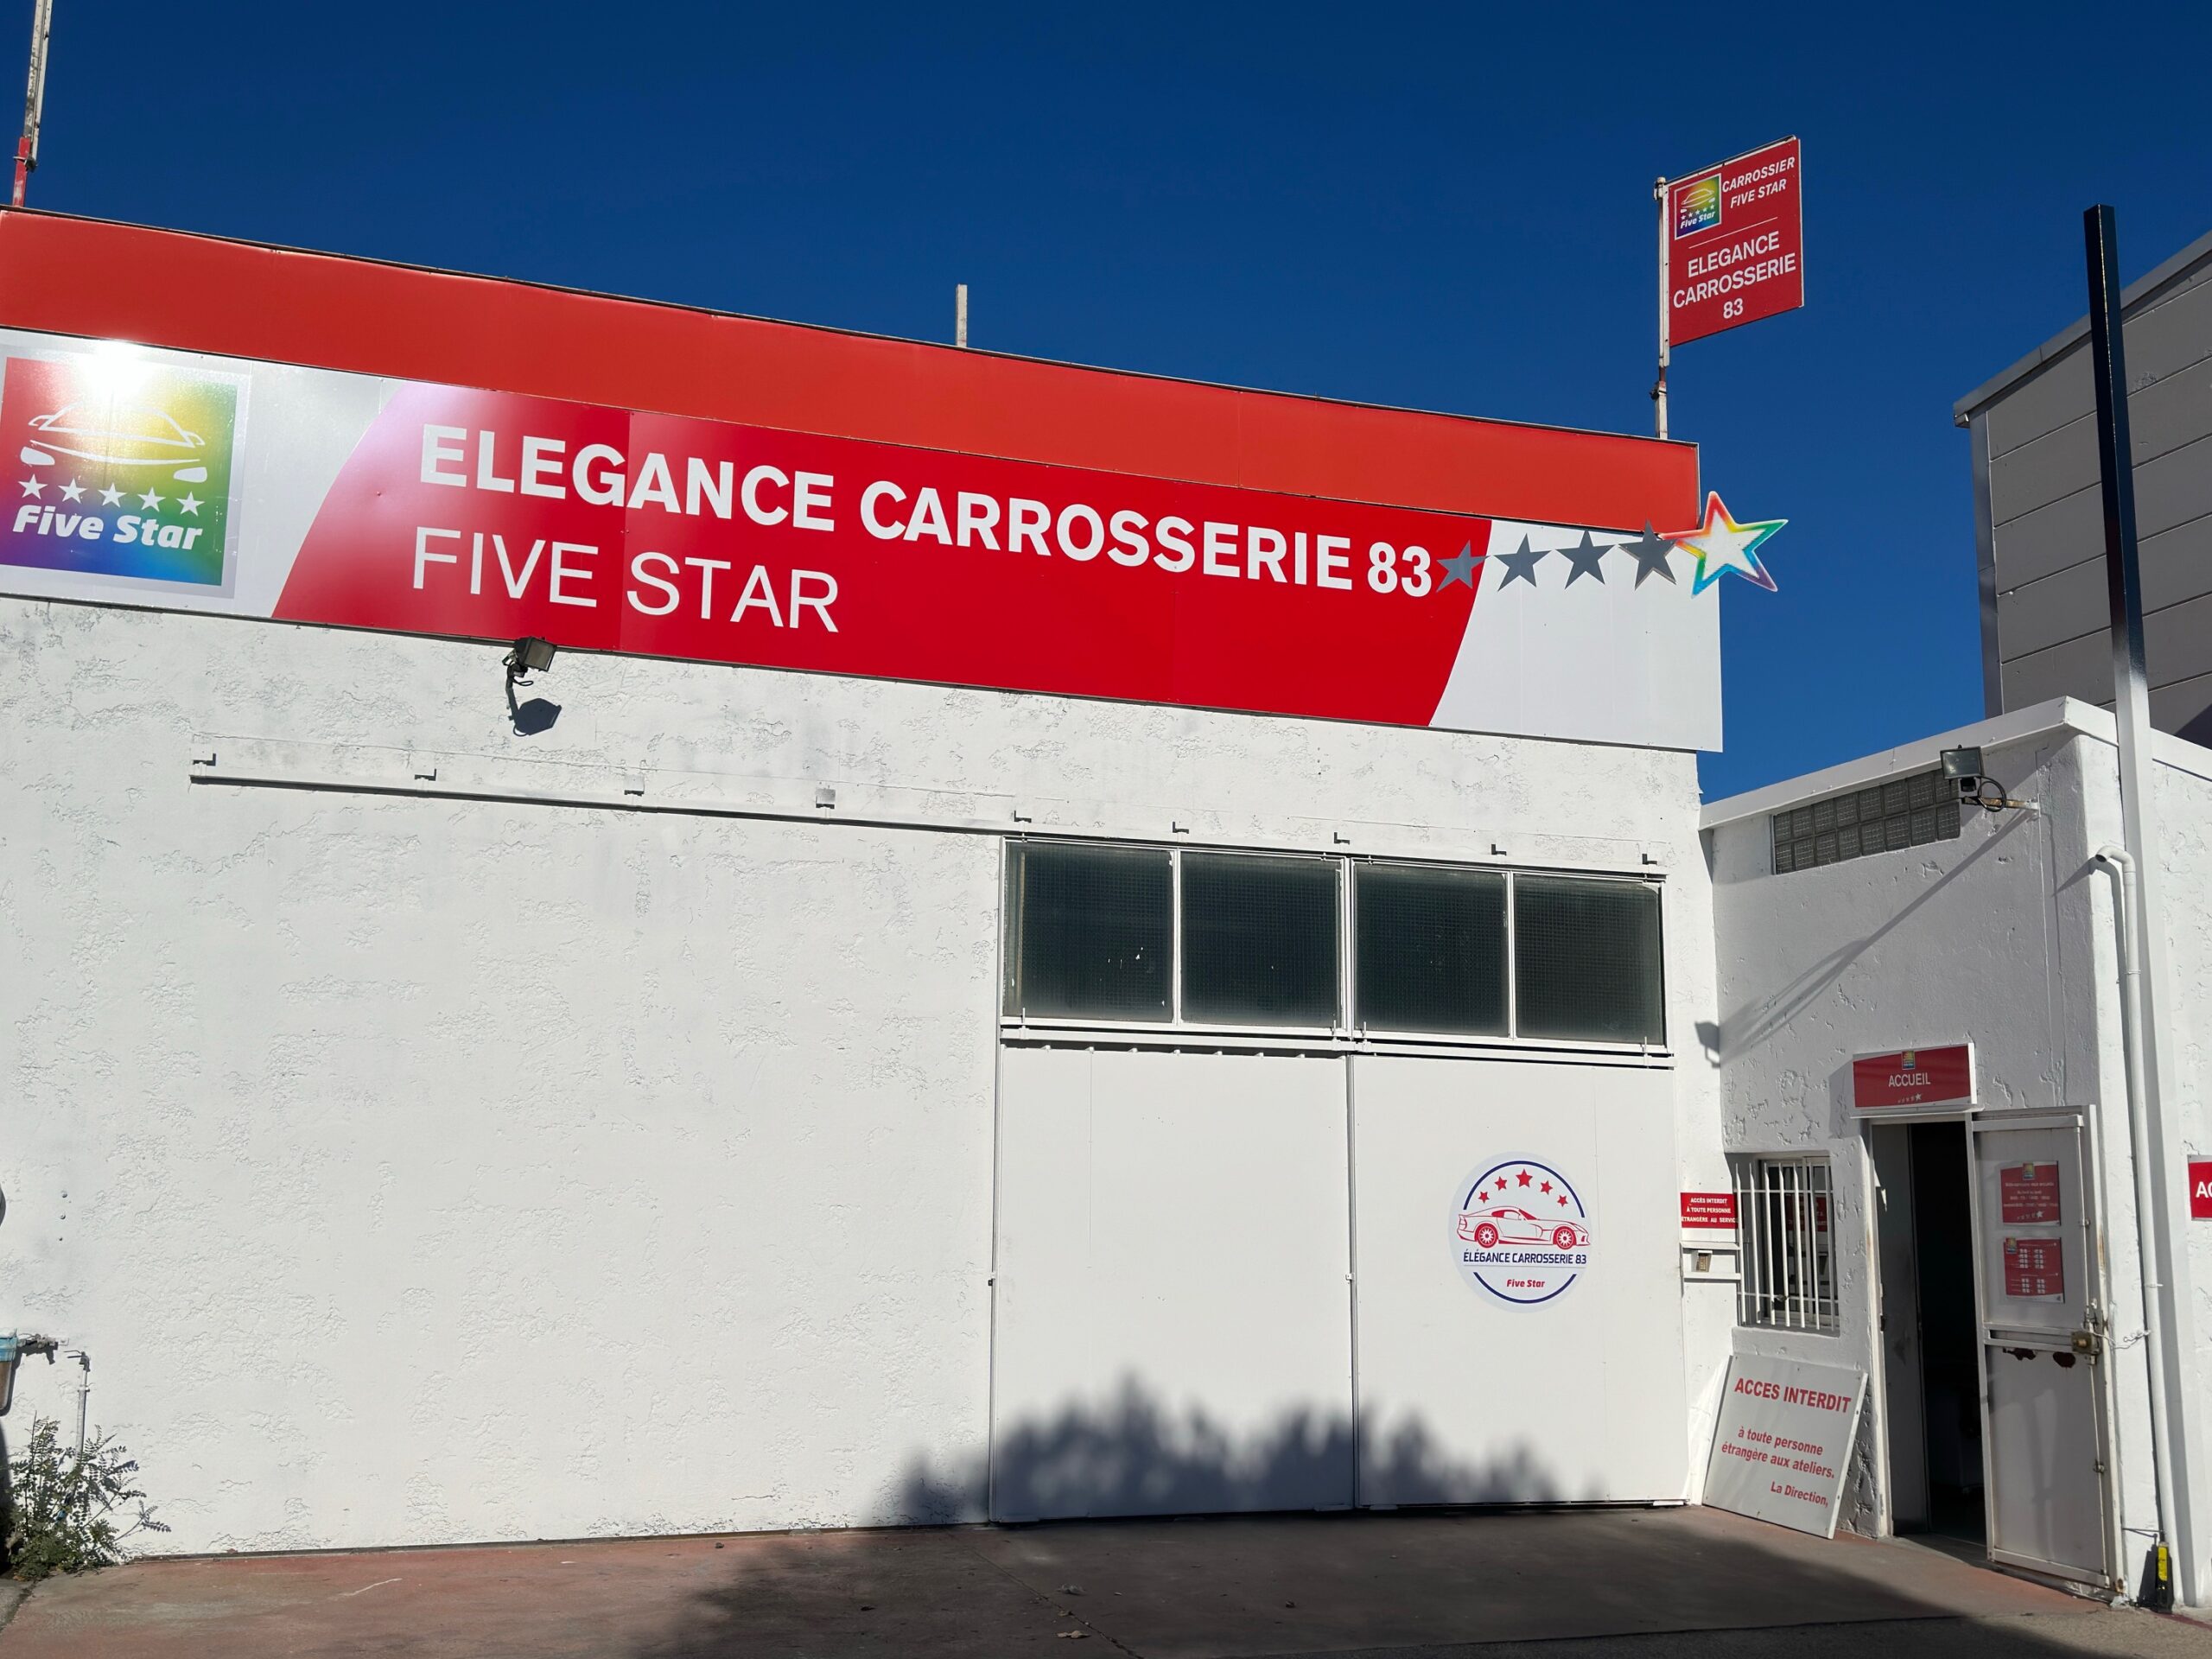 CARROSSIER
FIVE STAR
Five Star
ELEGANCE
CARROSSERIE
83
Five Star
ELEGANCE CARROSSERIE 83
FIVE STAR
ACCUEIL
ÉLÉGANCE CARROSSERIE 83
Five Star
ACCÈS INTERDIT
À TOUTE PERSONNE
ÉTRANGÈRE AU SERVICE
ACCES INTERDIT
à toute personne
étrangère aux ateliers.
La Direction,